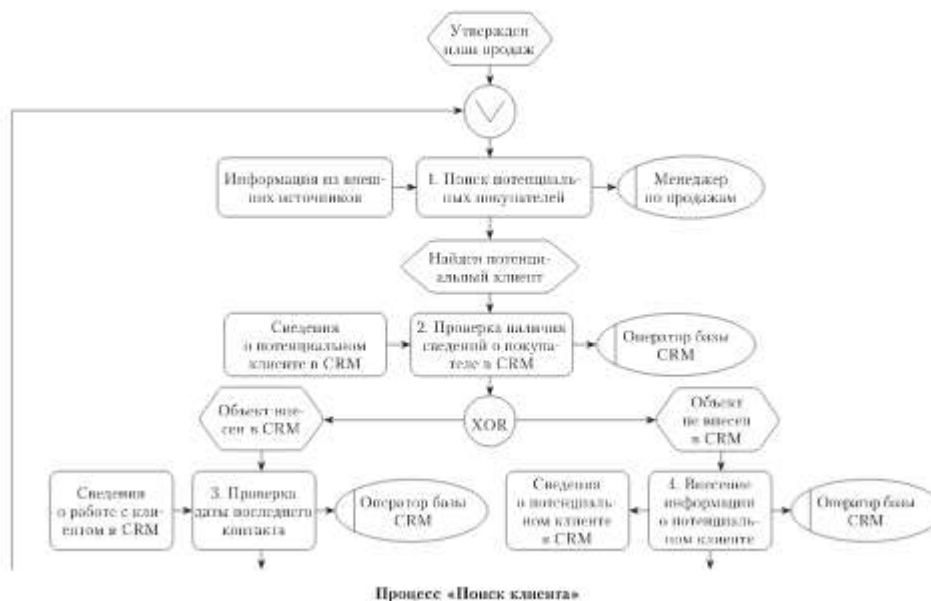 Утвержден
план продаж
Информация из внеш-
них источников
1. Поиск потенциаль-
ных покупателей
Менеджер
по продажам
Найден потенци-
альный клиент
Сведения
о потенциальном
клиенте в CRM
2. Проверка наличия
сведений о покупа-
теле в CRM
Оператор базы
CRM
Объект вне-
сен в CRM
XOR
Объект
не внесен
в CRM
Сведения
о работе с кли-
ентом в CRM
3. Проверка
даты последнего
контакта
Оператор базы
CRM
Сведения
о потенциаль-
ном клиенте
в CRM
4. Внесение
информации
о потенциаль-
ном клиенте
Оператор базы
CRM
Процесс «Поиск клиента»